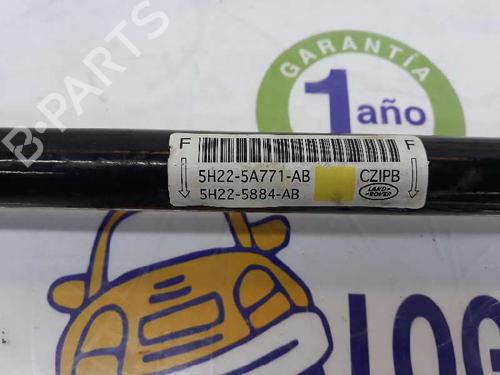 GARANTÍA
1 año
B-PARTS
F F
5H22-5A771-AB CZIPB
5H22-5884-AB LAND ROVER
LOG